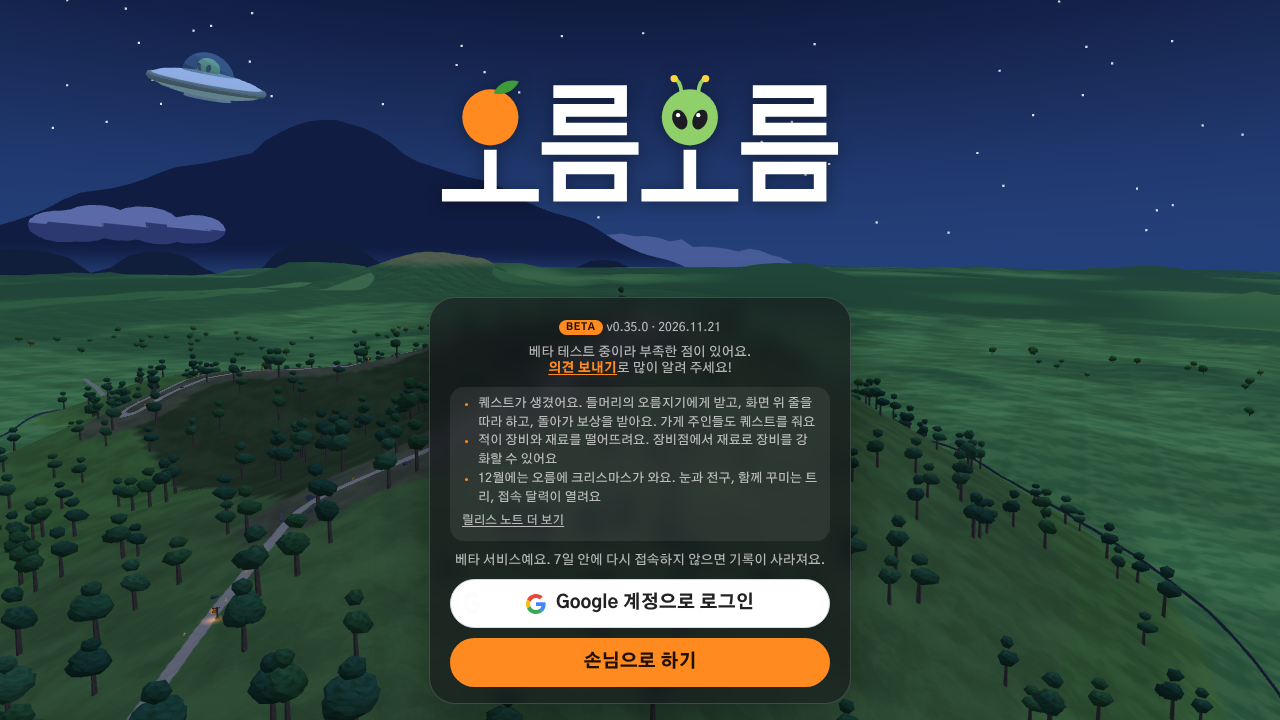 오름오름
BETA v0.35.0 · 2026.11.21
베타 테스트 중이라 부족한 점이 있어요.
의견 보내기로 많이 알려 주세요!
• 퀘스트가 생겼어요. 들머리의 오름지기에게 받고, 화면 위 줄을
따라 하고, 돌아가 보상을 받아요. 가게 주인들도 퀘스트를 줘요
• 적이 장비와 재료를 떨어뜨려요. 장비점에서 재료로 장비를 강
화할 수 있어요
• 12월에는 오름에 크리스마스가 와요. 눈과 전구, 함께 꾸미는 트
리, 접속 달력이 열려요
릴리스 노트 더 보기
베타 서비스예요. 7일 안에 다시 접속하지 않으면 기록이 사라져요.
Google 계정으로 로그인
손님으로 하기